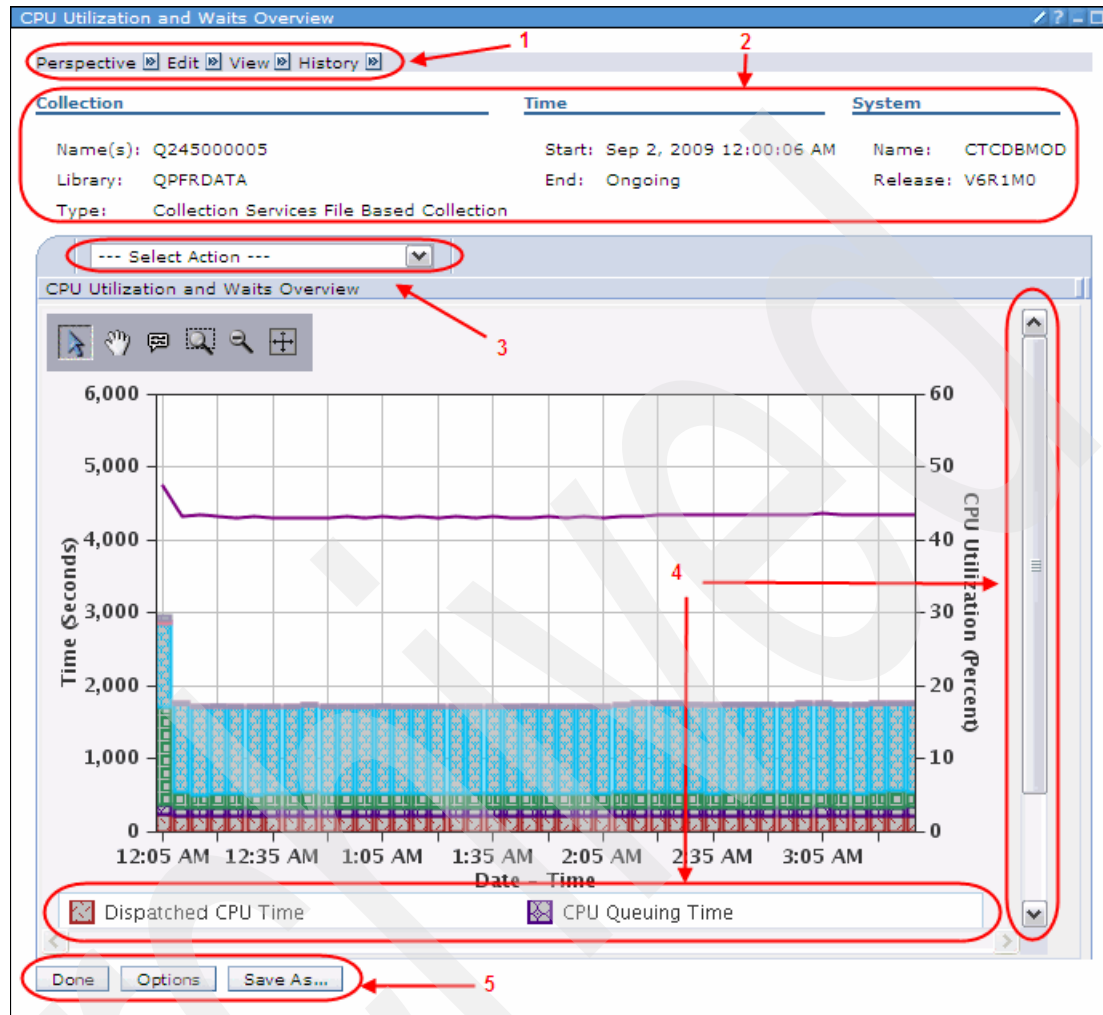 CPU Utilization and Waits Overview
1
2
Perspective Edit View History
Collection Time System
Name(s): Q245000005 Start: Sep 2, 2009 12:00:06 AM Name: CTCDBMOD
Library: QPFRDATA End: Ongoing Release: V6R1M0
Type: Collection Services File Based Collection
--- Select Action ---
CPU Utilization and Waits Overview
3
6,000 60
5,000 50
4,000 40
3,000 30
2,000 20
1,000 10
0 0
Time (Seconds)
CPU Utilization (Percent)
4
12:05 AM 12:35 AM 1:05 AM 1:35 AM 2:05 AM 2:35 AM 3:05 AM
Date - Time
Dispatched CPU Time CPU Queuing Time
Done Options Save As...
5